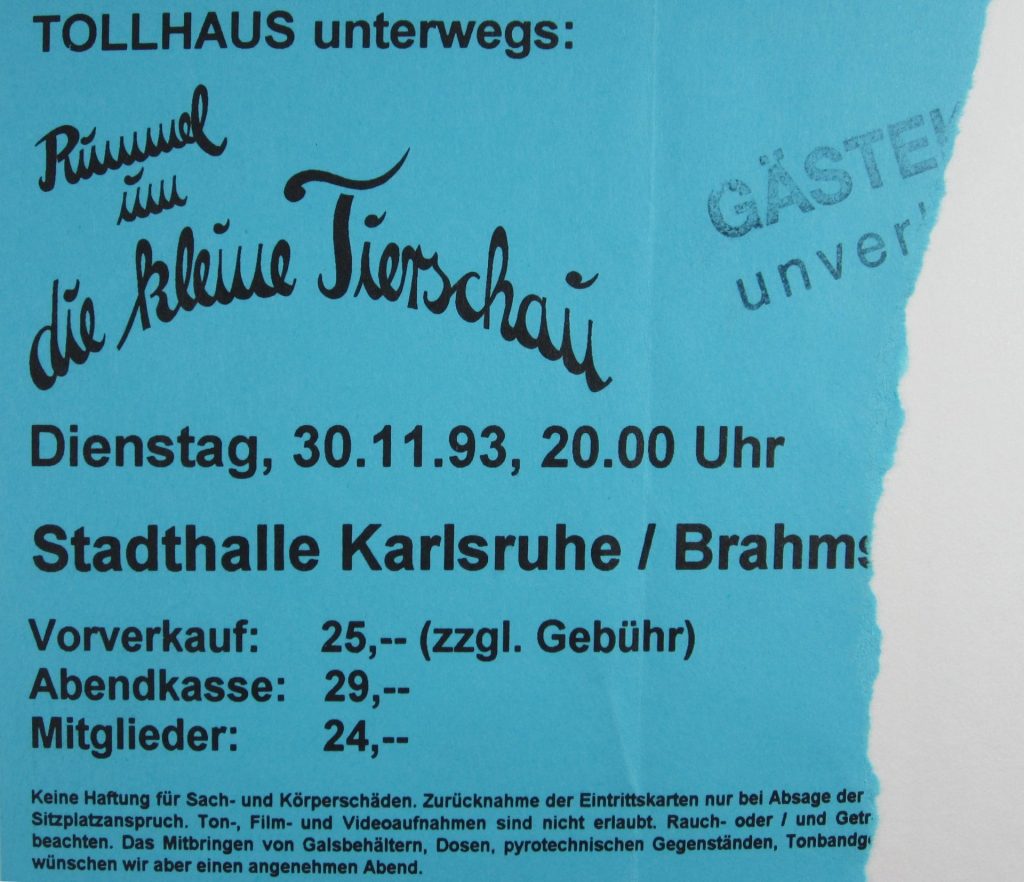 TOLLHAUS unterwegs:
Rummel
um
die kleine Tierschau
GÄSTEK
unver
Dienstag, 30.11.93, 20.00 Uhr
Stadthalle Karlsruhe / Brahms
Vorverkauf: 25,-- (zzgl. Gebühr)
Abendkasse: 29,--
Mitglieder: 24,--
Keine Haftung für Sach- und Körperschäden. Zurücknahme der Eintrittskarten nur bei Absage der
Sitzplatzanspruch. Ton-, Film- und Videoaufnahmen sind nicht erlaubt. Rauch- oder / und Getr
beachten. Das Mitbringen von Galsbehältern, Dosen, pyrotechnischen Gegenständen, Tonbandg
wünschen wir aber einen angenehmen Abend.